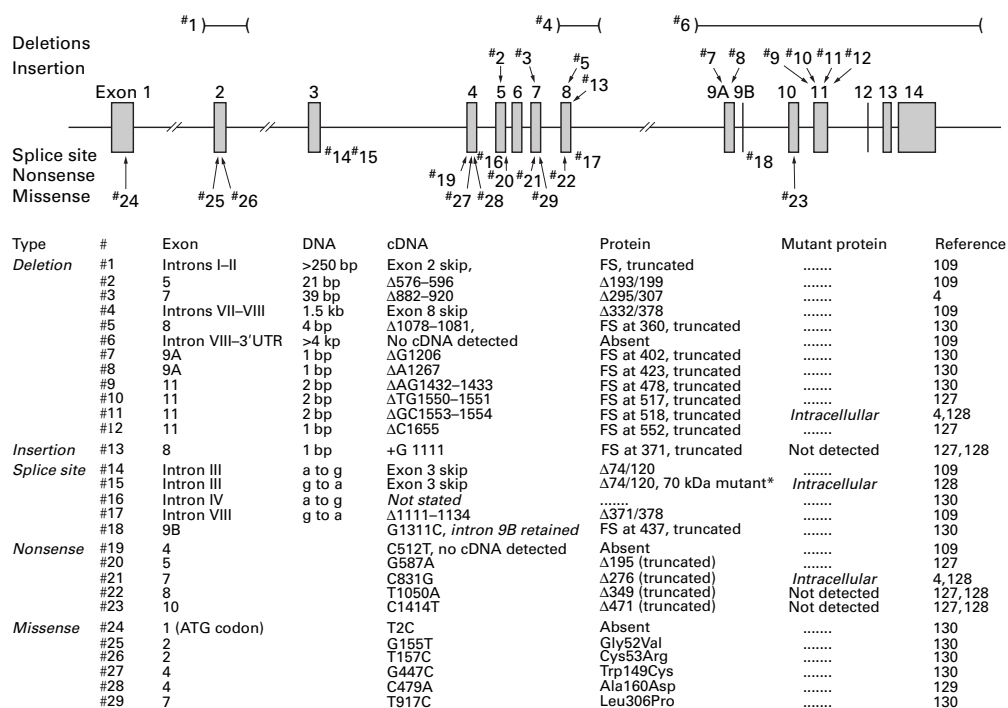 #1 #4 #6
Deletions
Insertion
#2 #3 #5 #7 #8 #9 #10 #11 #12
#13
Exon 1 2 3 4 5 6 7 8 9A 9B 10 11 12 13 14
Splice site #14 #15 #16 #17 #18
Nonsense #19 #20 #21 #22 #23
Missense #24 #25 #26 #27 #28 #29
Type # Exon DNA cDNA Protein Mutant protein Reference
Deletion #1 Introns I–II >250 bp Exon 2 skip, FS, truncated ....... 109
#2 5 21 bp Δ576–596 Δ193/199 ....... 109
#3 7 39 bp Δ882–920 Δ295/307 ....... 4
#4 Introns VII–VIII 1.5 kb Exon 8 skip Δ332/378 ....... 109
#5 8 4 bp Δ1078–1081, FS at 360, truncated ....... 130
#6 Intron VIII–3'UTR >4 kp No cDNA detected Absent ....... 109
#7 9A 1 bp ΔG1206 FS at 402, truncated ....... 130
#8 9A 1 bp ΔA1267 FS at 423, truncated ....... 130
#9 11 2 bp ΔAG1432–1433 FS at 478, truncated ....... 130
#10 11 2 bp ΔTG1550–1551 FS at 517, truncated ....... 127
#11 11 2 bp ΔGC1553–1554 FS at 518, truncated Intracellullar 4,128
#12 11 1 bp ΔC1655 FS at 552, truncated ....... 127
Insertion #13 8 1 bp +G 1111 FS at 371, truncated Not detected 127,128
Splice site #14 Intron III a to g Exon 3 skip Δ74/120 ....... 109
#15 Intron III g to a Exon 3 skip Δ74/120, 70 kDa mutant* Intracellular 128
#16 Intron IV a to g Not stated ....... ....... 130
#17 Intron VIII g to a Δ1111–1134 Δ371/378 ....... 109
#18 9B G1311C, intron 9B retained FS at 437, truncated ....... 130
Nonsense #19 4 C512T, no cDNA detected Absent ....... 109
#20 5 G587A Δ195 (truncated) ....... 127
#21 7 C831G Δ276 (truncated) Intracellular 4,128
#22 8 T1050A Δ349 (truncated) Not detected 127,128
#23 10 C1414T Δ471 (truncated) Not detected 127,128
Missense #24 1 (ATG codon) T2C Absent ....... 130
#25 2 G155T Gly52Val ....... 130
#26 2 T157C Cys53Arg ....... 130
#27 4 G447C Trp149Cys ....... 130
#28 4 C479A Ala160Asp ....... 129
#29 7 T917C Leu306Pro ....... 130